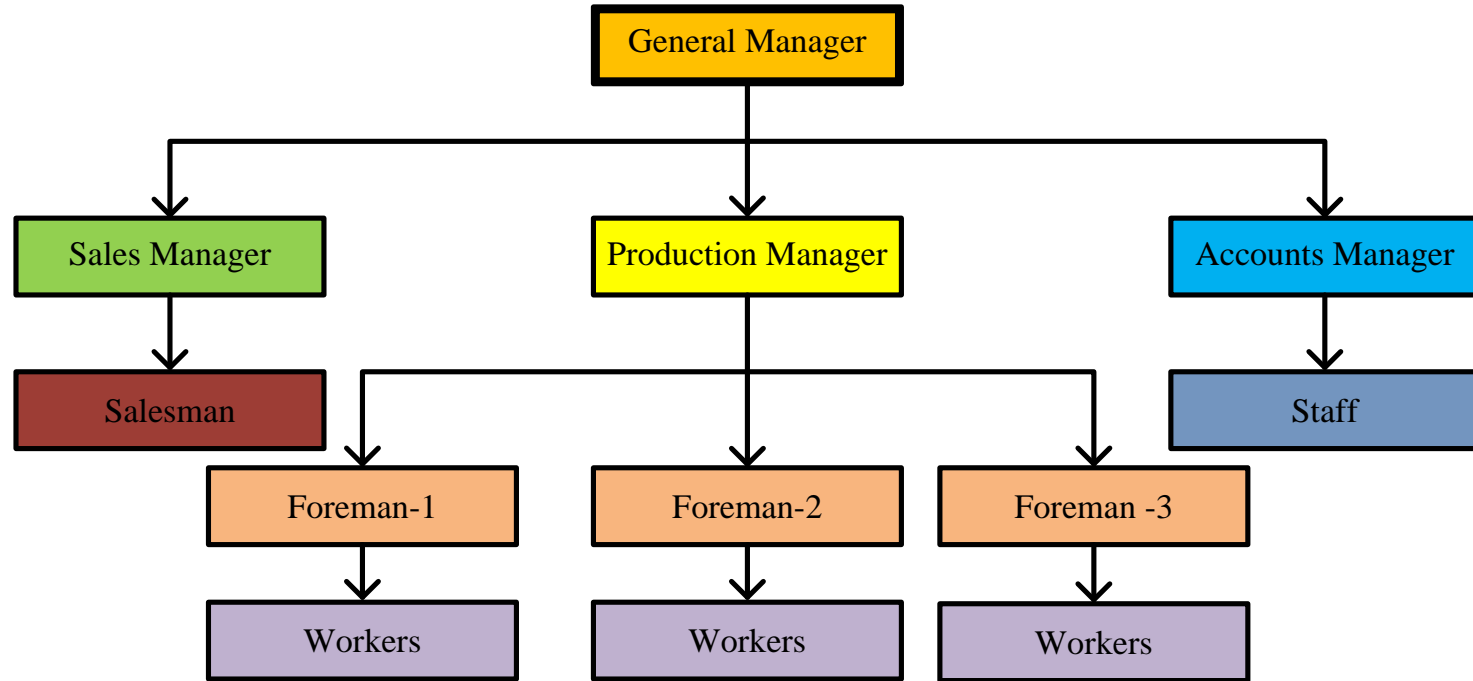 General Manager
Sales Manager
Production Manager
Accounts Manager
Salesman
Staff
Foreman-1
Foreman-2
Foreman -3
Workers
Workers
Workers